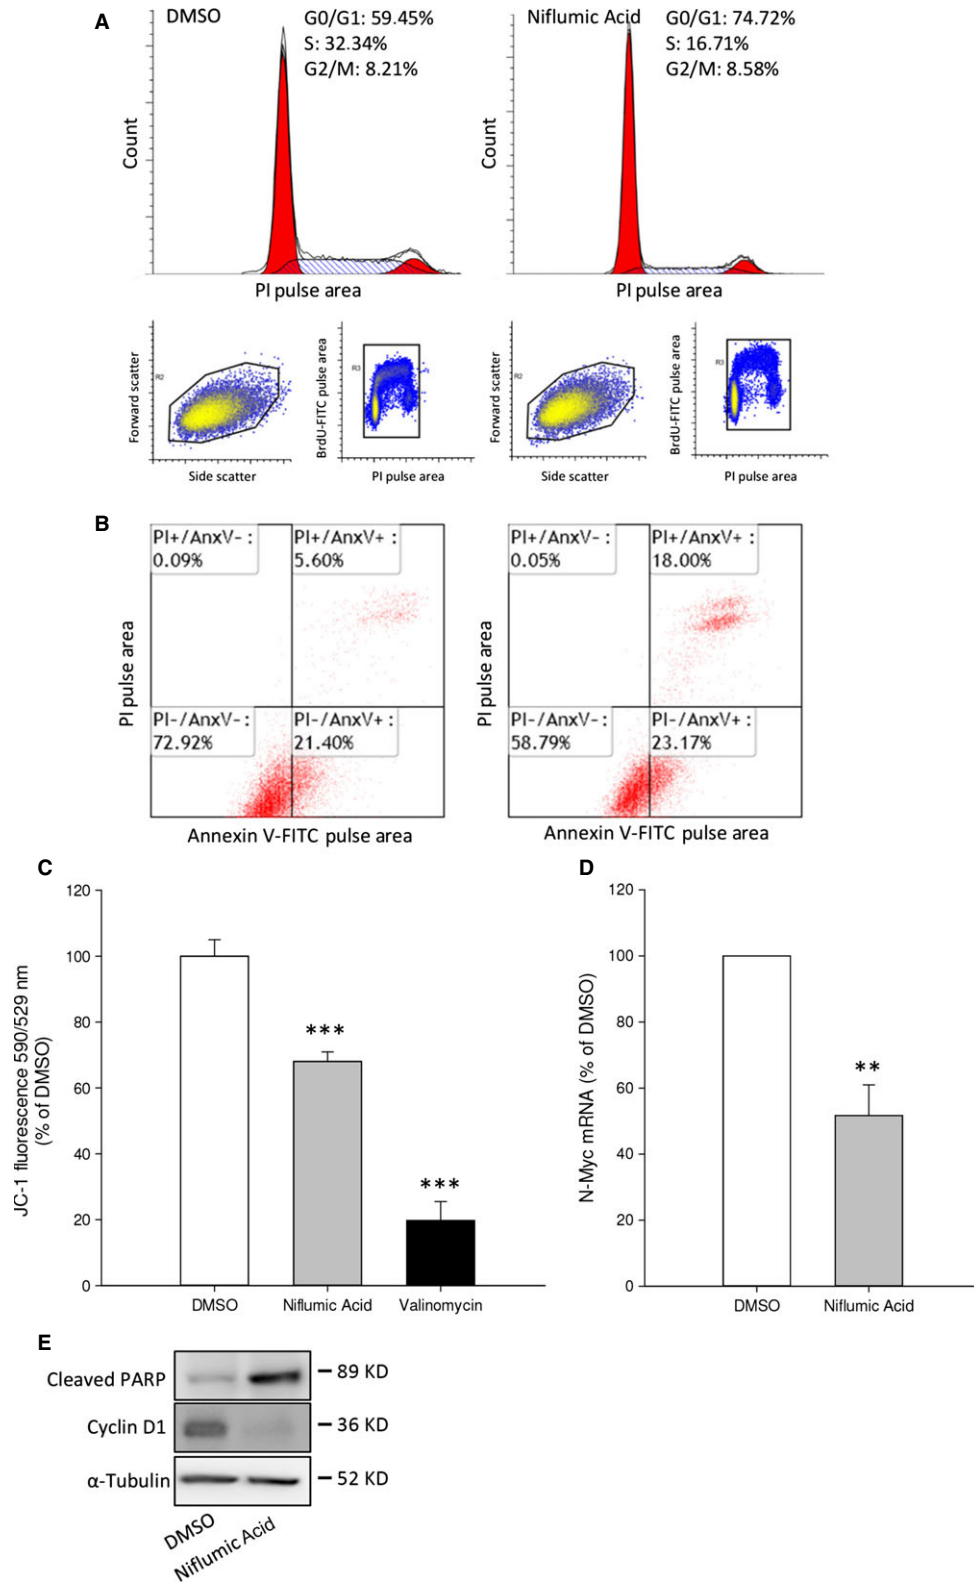 A
DMSO
G0/G1: 59.45%
S: 32.34%
G2/M: 8.21%
Count
PI pulse area
Niflumic Acid
G0/G1: 74.72%
S: 16.71%
G2/M: 8.58%
Count
PI pulse area
Forward scatter
R2
Side scatter
BrdU-FITC pulse area
R3
PI pulse area
Forward scatter
R2
Side scatter
BrdU-FITC pulse area
R3
PI pulse area
B
PI+/AnxV- :
0.09%
PI+/AnxV+ :
5.60%
PI-/AnxV- :
72.92%
PI-/AnxV+ :
21.40%
PI pulse area
Annexin V-FITC pulse area
PI+/AnxV- :
0.05%
PI+/AnxV+ :
18.00%
PI-/AnxV- :
58.79%
PI-/AnxV+ :
23.17%
PI pulse area
Annexin V-FITC pulse area
C
JC-1 fluorescence 590/529 nm
(% of DMSO)
120
100
80
60
40
20
0
***
***
DMSO
Niflumic Acid
Valinomycin
D
N-Myc mRNA (% of DMSO)
120
100
80
60
40
20
0
**
DMSO
Niflumic Acid
E
Cleaved PARP
89 KD
Cyclin D1
36 KD
α-Tubulin
52 KD
DMSO
Niflumic Acid